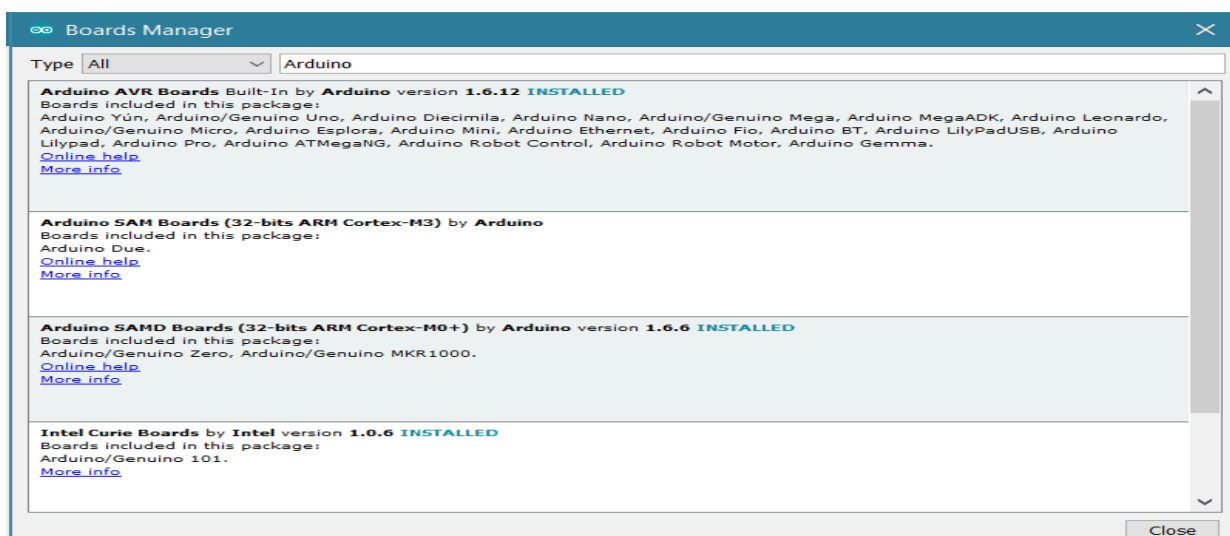 Boards Manager
Type All Arduino
Arduino AVR Boards Built-In by Arduino version 1.6.12 INSTALLED
Boards included in this package:
Arduino Yún, Arduino/Genuino Uno, Arduino Diecimila, Arduino Nano, Arduino/Genuino Mega, Arduino MegaADK, Arduino Leonardo,
Arduino/Genuino Micro, Arduino Esplora, Arduino Mini, Arduino Ethernet, Arduino Fio, Arduino BT, Arduino LilyPadUSB, Arduino
Lilypad, Arduino Pro, Arduino ATMegaNG, Arduino Robot Control, Arduino Robot Motor, Arduino Gemma.
Online help
More info
Arduino SAM Boards (32-bits ARM Cortex-M3) by Arduino
Boards included in this package:
Arduino Due.
Online help
More info
Arduino SAMD Boards (32-bits ARM Cortex-M0+) by Arduino version 1.6.6 INSTALLED
Boards included in this package:
Arduino/Genuino Zero, Arduino/Genuino MKR1000.
Online help
More info
Intel Curie Boards by Intel version 1.0.6 INSTALLED
Boards included in this package:
Arduino/Genuino 101.
More info
Close